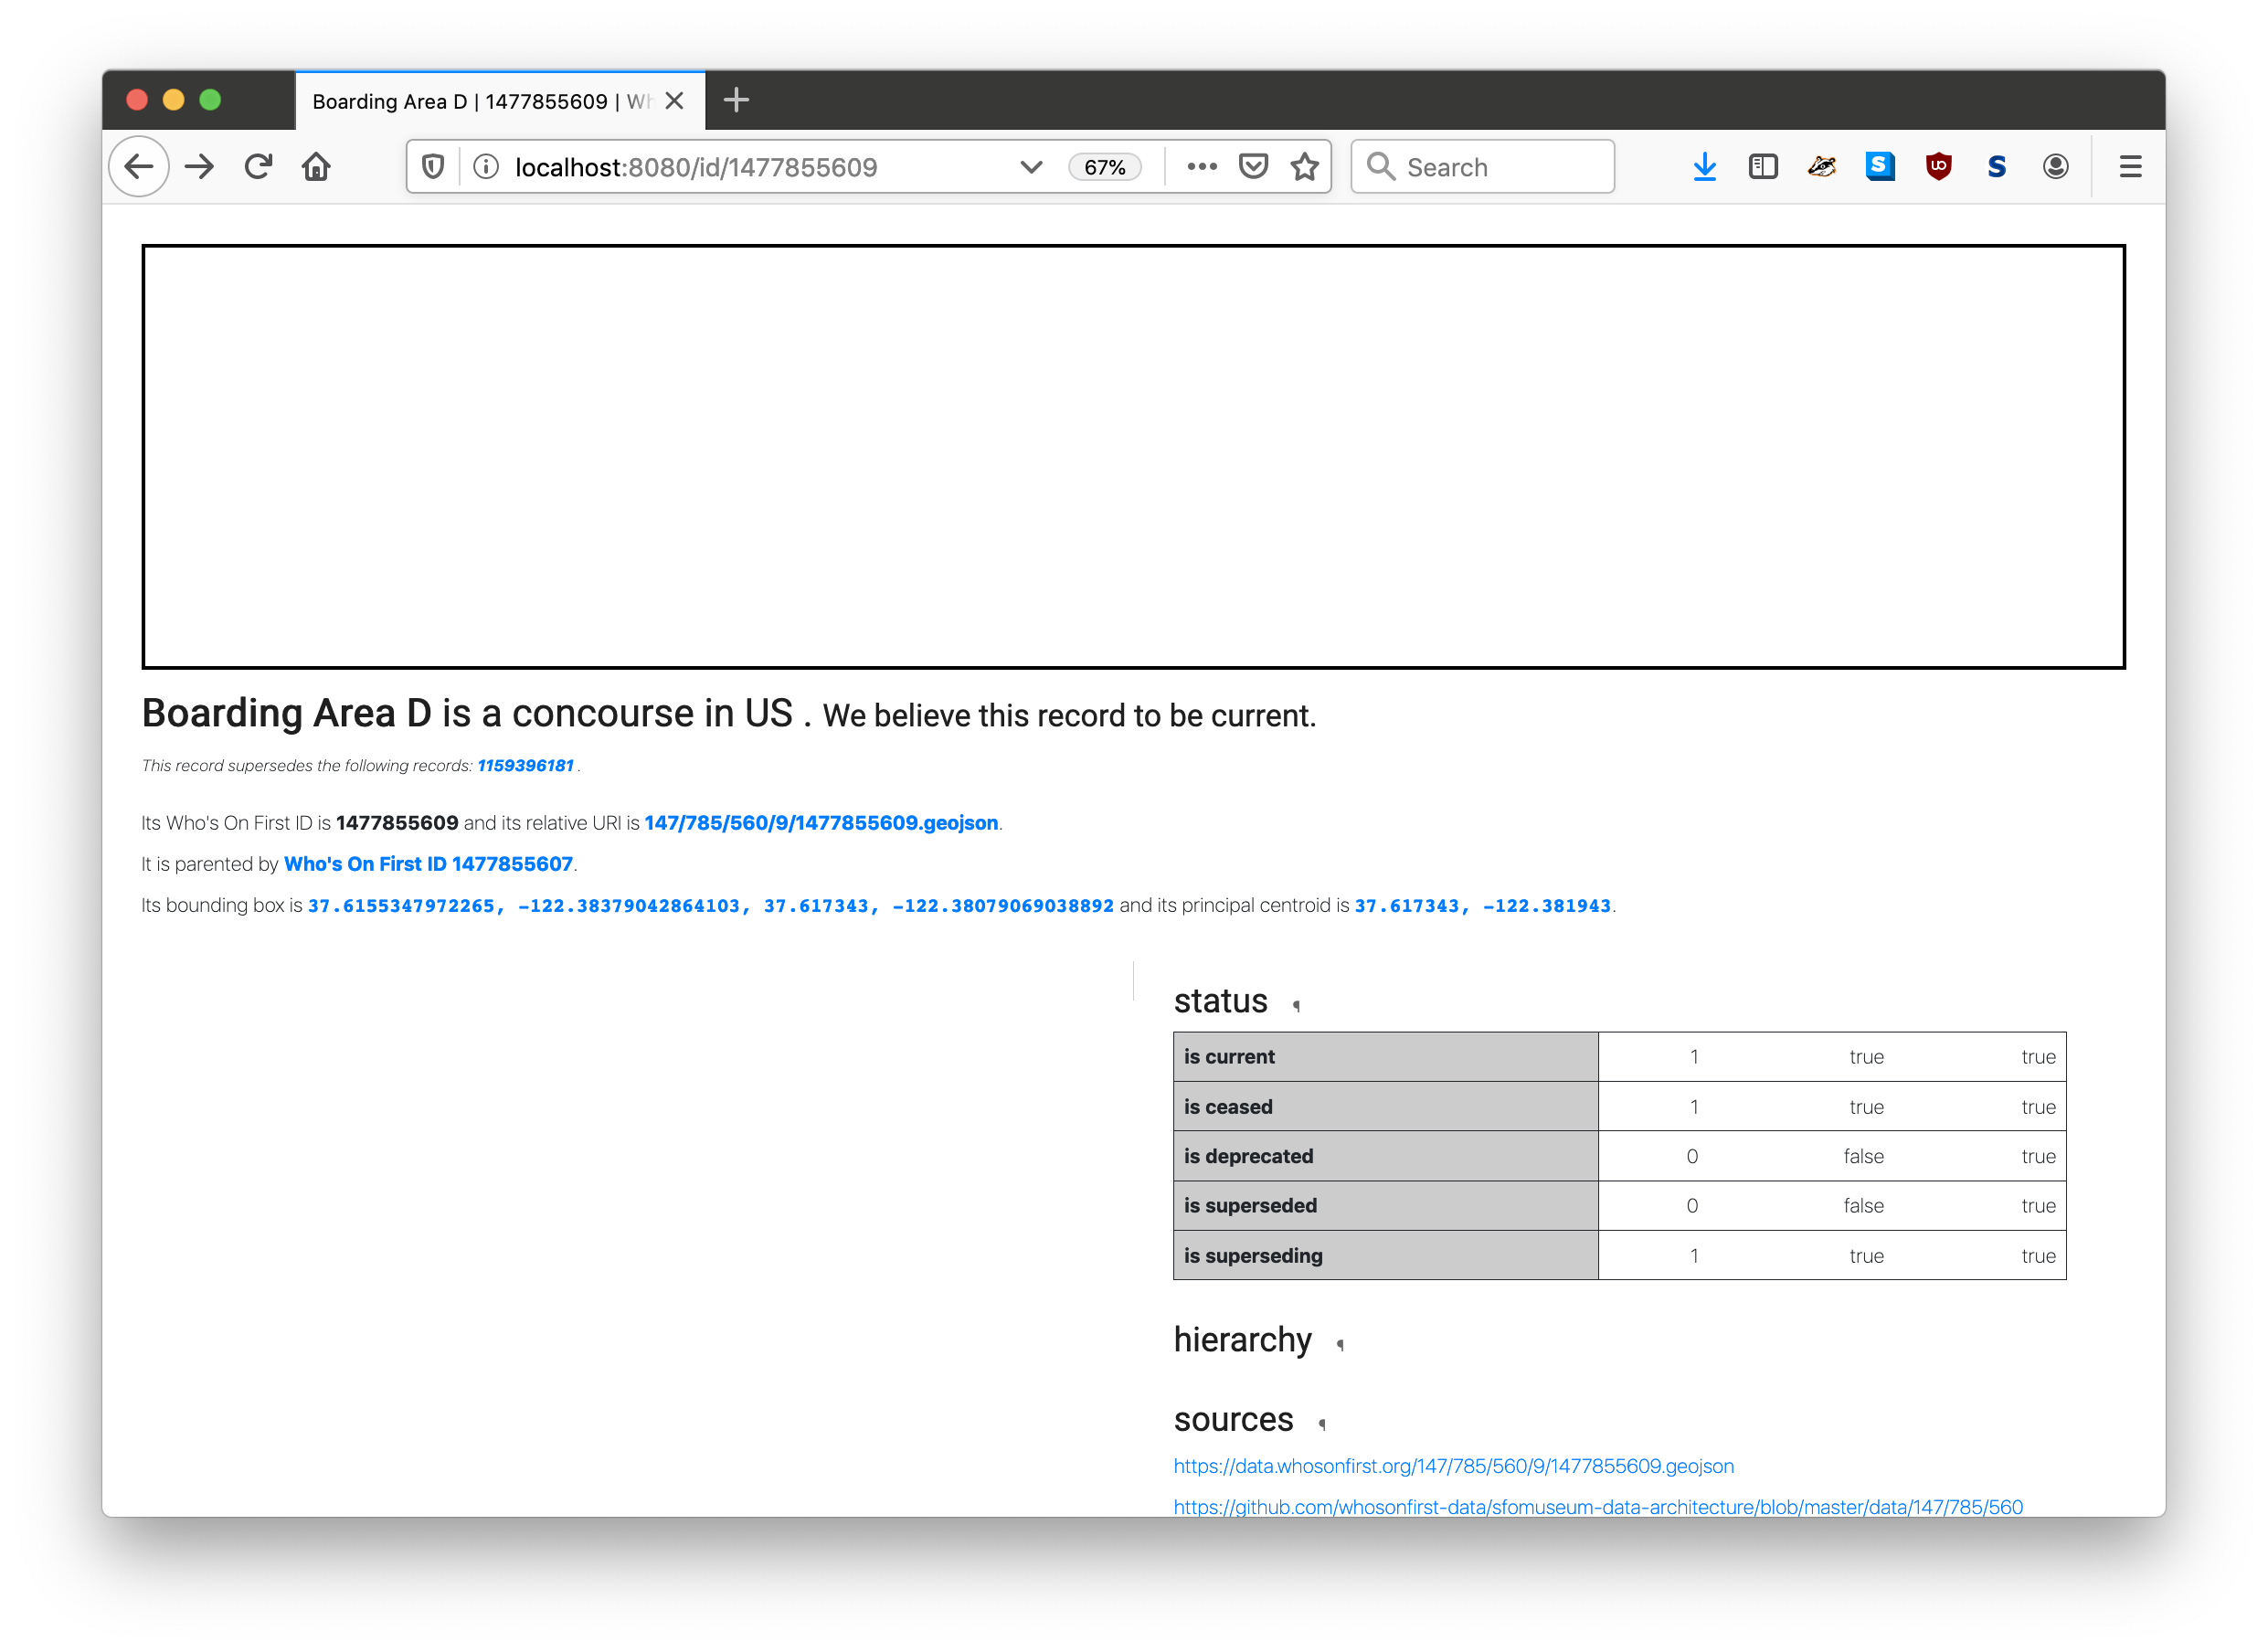 Boarding Area D | 1477855609 | Wh
localhost:8080/id/1477855609
67%
Search
Boarding Area D is a concourse in US . We believe this record to be current.
This record supersedes the following records: 1159396181 .
Its Who's On First ID is 1477855609 and its relative URI is 147/785/560/9/1477855609.geojson.
It is parented by Who's On First ID 1477855607.
Its bounding box is 37.6155347972265, -122.38379042864103, 37.617343, -122.38079069038892 and its principal centroid is 37.617343, -122.381943.
status ¶
is current 1 true true
is ceased 1 true true
is deprecated 0 false true
is superseded 0 false true
is superseding 1 true true
hierarchy ¶
sources ¶
https://data.whosonfirst.org/147/785/560/9/1477855609.geojson
https://github.com/whosonfirst-data/sfomuseum-data-architecture/blob/master/data/147/785/560